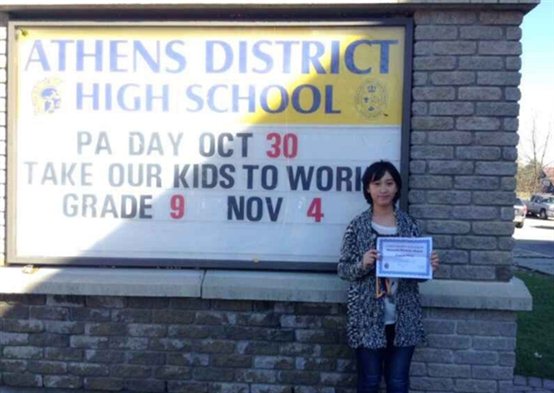 ATHENS DISTRICT
HIGH SCHOOL
PA DAY OCT 30
TAKE OUR KIDS TO WORK
GRADE 9 NOV 4